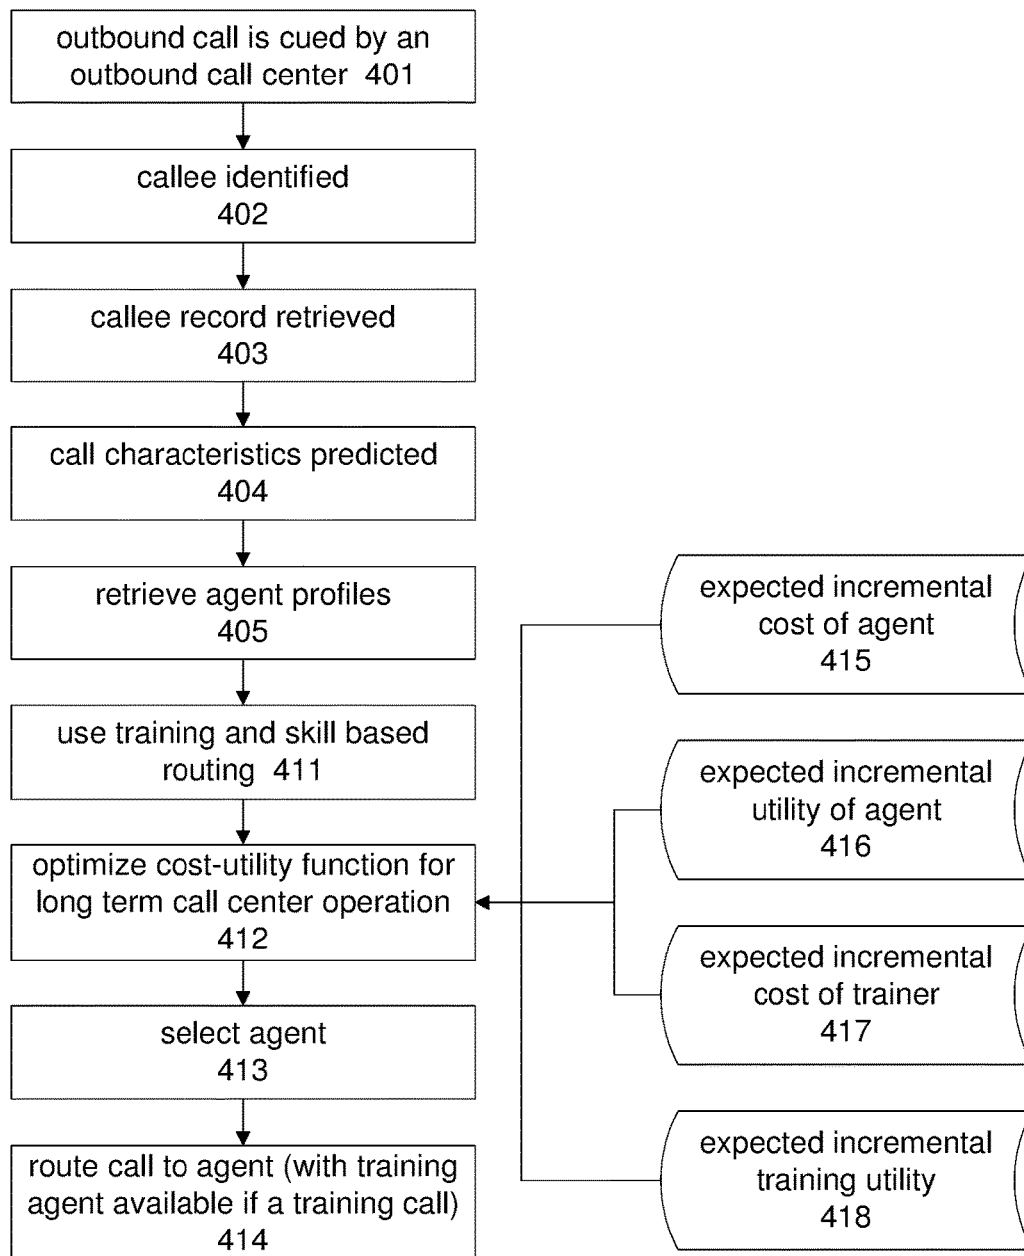 outbound call is cued by an
outbound call center 401
callee identified
402
callee record retrieved
403
call characteristics predicted
404
retrieve agent profiles
405
use training and skill based
routing 411
optimize cost-utility function for
long term call center operation
412
select agent
413
route call to agent (with training
agent available if a training call)
414
expected incremental
cost of agent
415
expected incremental
utility of agent
416
expected incremental
cost of trainer
417
expected incremental
training utility
418